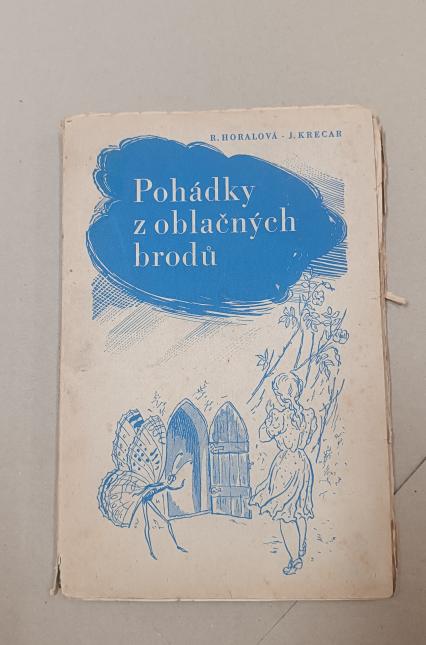 R. HORALOVÁ - J. KRECAR
Pohádky
z oblačných
brodů